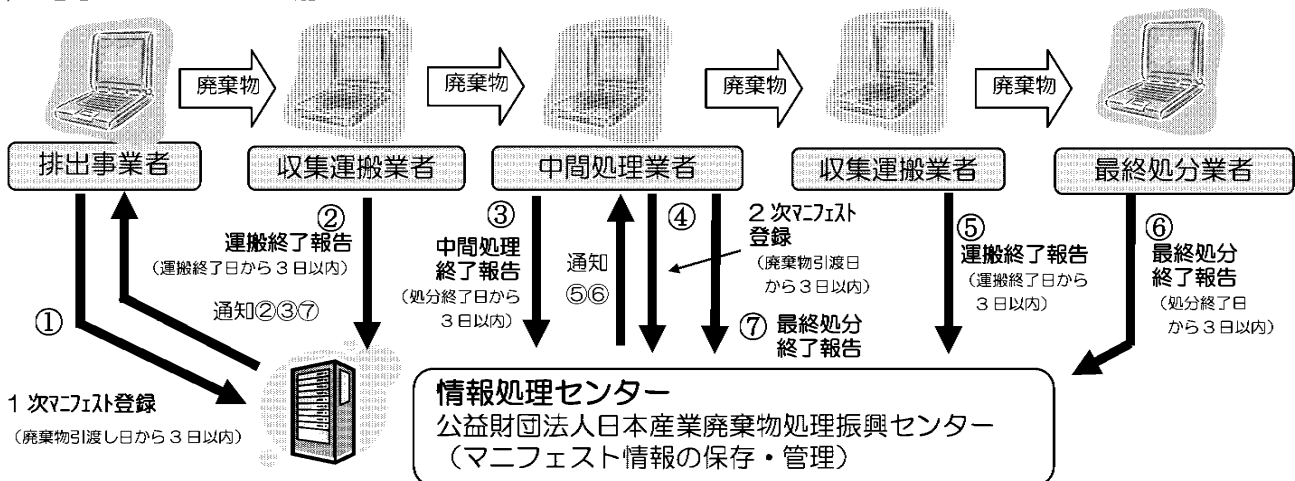 廃棄物
廃棄物
廃棄物
廃棄物
排出事業者
収集運搬業者
中間処理業者
収集運搬業者
最終処分業者
①
1次マニフェスト登録
(廃棄物引渡し日から3日以内)
通知②③⑦
②
運搬終了報告
(運搬終了日から3日以内)
③
中間処理
終了報告
(処分終了日から
3日以内)
通知
⑤⑥
④
2次マニフェスト
登録
(廃棄物引渡日
から3日以内)
⑦ 最終処分
終了報告
⑤
運搬終了報告
(運搬終了日から
3日以内)
⑥
最終処分
終了報告
(処分終了日
から3日以内)
情報処理センター
公益財団法人日本産業廃棄物処理振興センター
(マニフェスト情報の保存・管理)